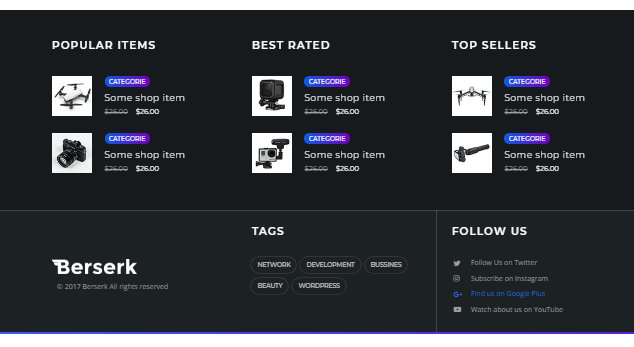 POPULAR ITEMS
CATEGORIE
Some shop item
$26.00 $26.00
CATEGORIE
Some shop item
$26.00 $26.00
BEST RATED
CATEGORIE
Some shop item
$26.00 $26.00
CATEGORIE
Some shop item
$26.00 $26.00
TOP SELLERS
CATEGORIE
Some shop item
$26.00 $26.00
CATEGORIE
Some shop item
$26.00 $26.00
Berserk
© 2017 Berserk All rights reserved
TAGS
NETWORK DEVELOPMENT BUSSINES
BEAUTY WORDPRESS
FOLLOW US
Follow Us on Twitter
Subscribe on Instagram
Find us on Google Plus
Watch about us on YouTube